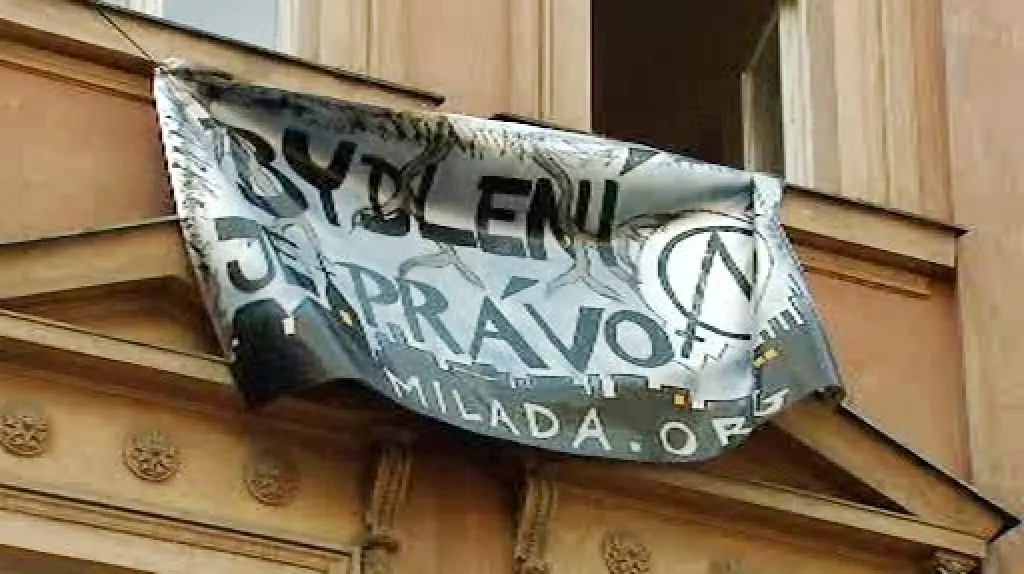 BYDLENÍ
JE PRÁVO
MILADA.ORG